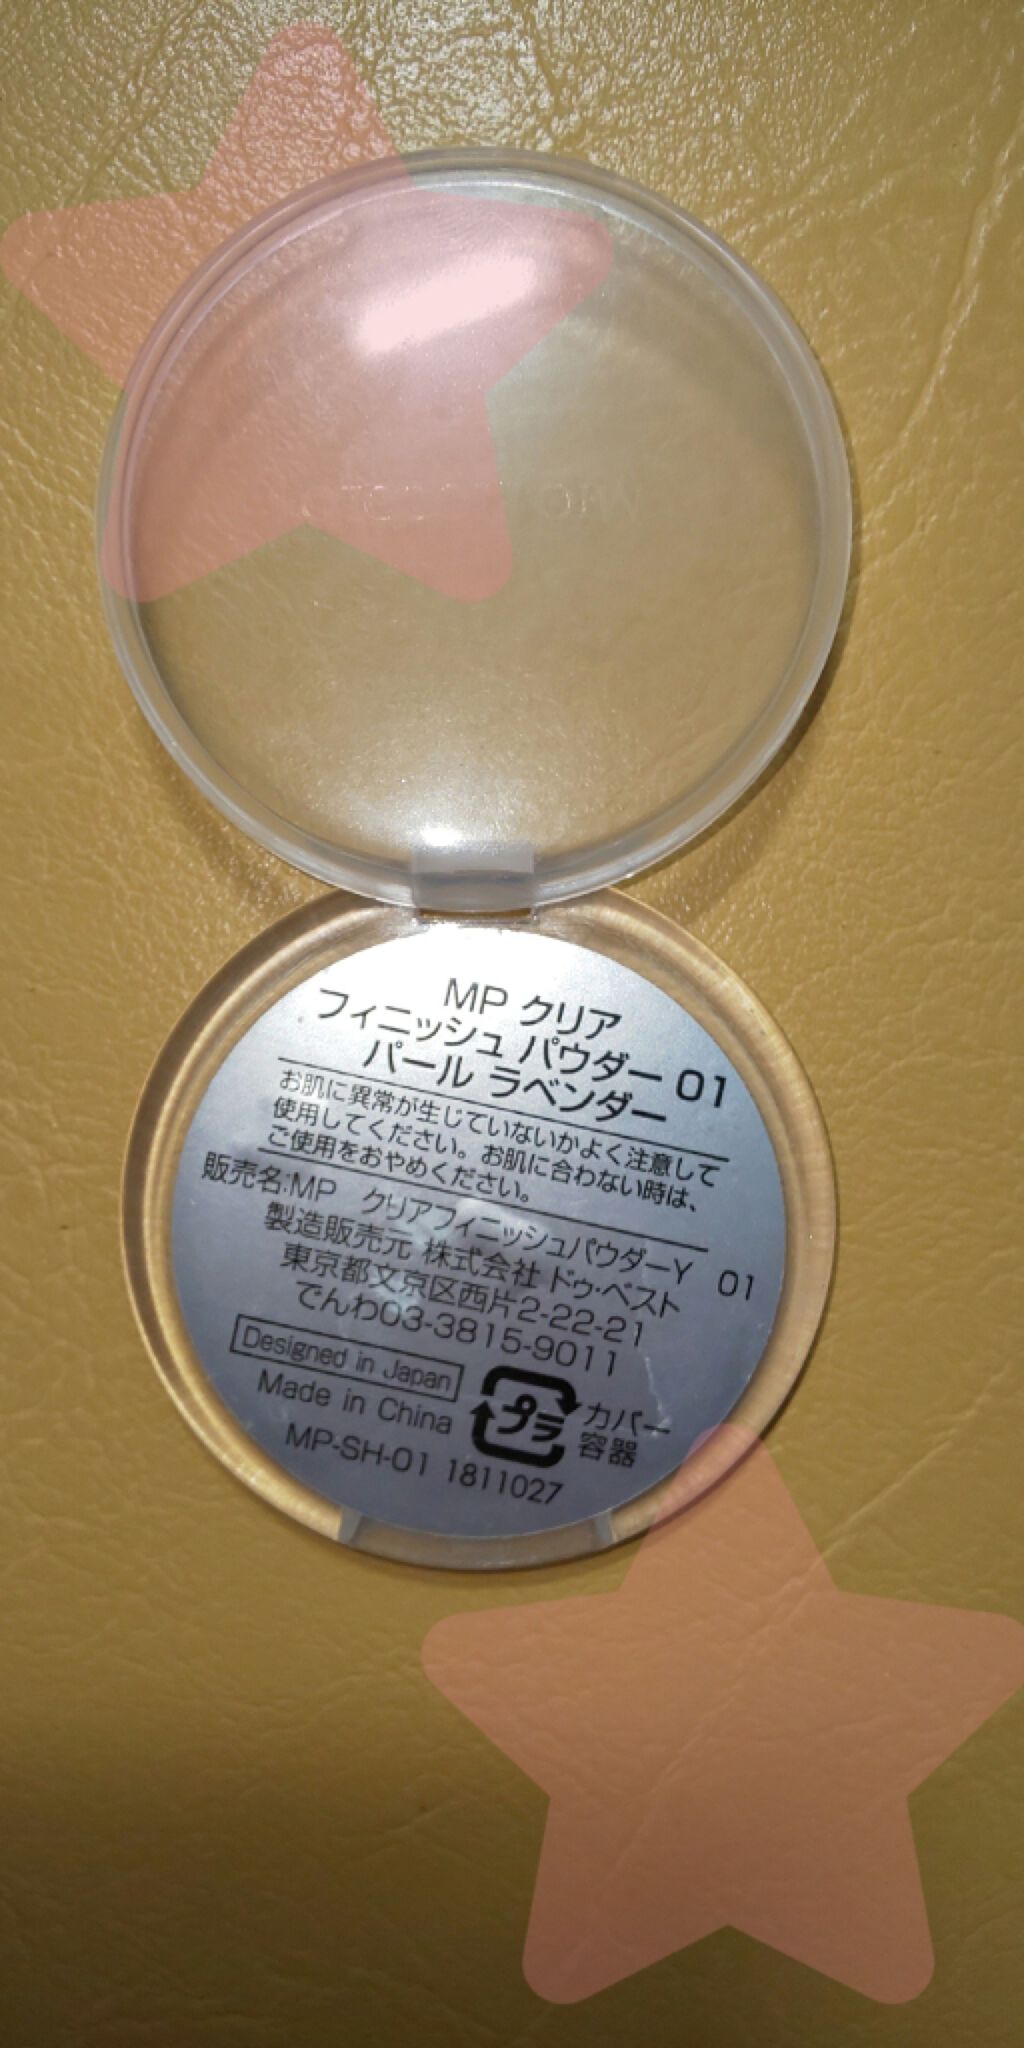 MP クリア
フィニッシュ パウダー 01
パール ラベンダー
お肌に異常が生じていないかよく注意して
使用してください。お肌に合わない時は、
ご使用をおやめください。
販売名:MP クリアフィニッシュパウダーY 01
製造販売元 株式会社 ドゥ・ベスト
東京都文京区西片2-22-21
でんわ03-3815-9011
Designed in Japan
Made in China
プラ
カバー
容器
MP-SH-01 1811027